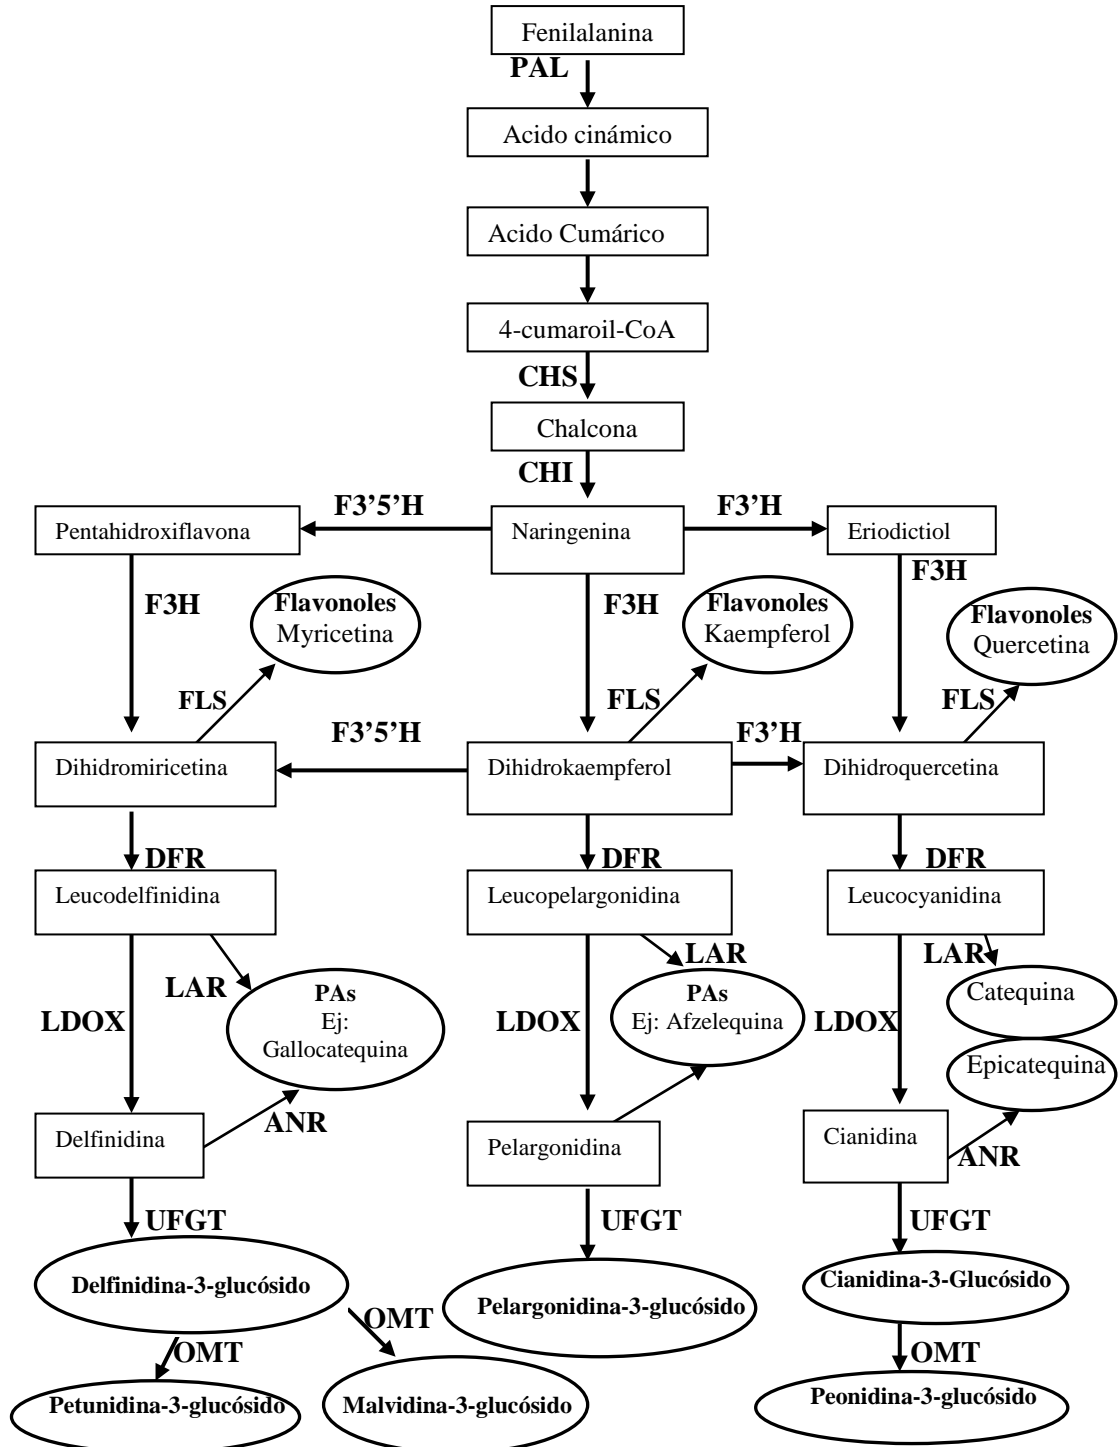 Fenilalanina
PAL
Acido cinámico
Acido Cumárico
4-cumaroil-CoA
CHS
Chalcona
CHI
F3’5’H
F3’H
Pentahidroxiflavona
Naringenina
Eriodictiol
F3H
F3H
F3H
Flavonoles
Myricetina
Flavonoles
Kaempferol
Flavonoles
Quercetina
FLS
FLS
FLS
F3’5’H
F3’H
Dihidromiricetina
Dihidrokaempferol
Dihidroquercetina
DFR
DFR
DFR
Leucodelfinidina
Leucopelargonidina
Leucocyanidina
LAR
LAR
LAR
PAs
Ej:
Gallocatequina
PAs
Ej: Afzelequina
Catequina
Epicatequina
LDOX
LDOX
LDOX
Delfinidina
ANR
Pelargonidina
Cianidina
ANR
UFGT
UFGT
UFGT
Delfinidina-3-glucósido
Pelargonidina-3-glucósido
Cianidina-3-Glucósido
OMT
OMT
OMT
Petunidina-3-glucósido
Malvidina-3-glucósido
Peonidina-3-glucósido